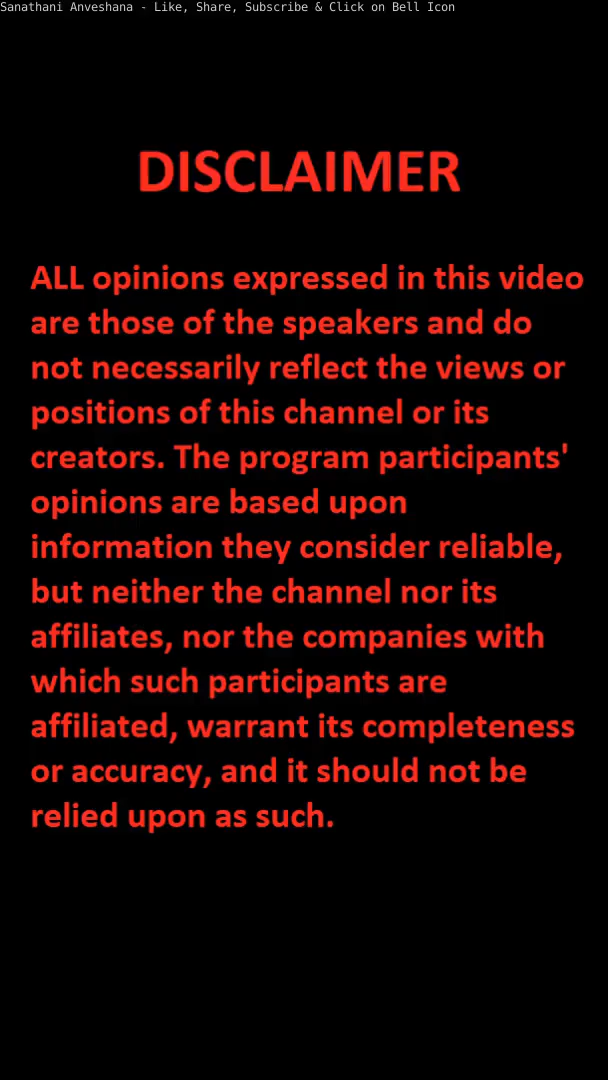 Sanathani Anveshana - Like, Share, Subscribe & Click on Bell Icon
DISCLAIMER
ALL opinions expressed in this video
are those of the speakers and do
not necessarily reflect the views or
positions of this channel or its
creators. The program participants'
opinions are based upon
information they consider reliable,
but neither the channel nor its
affiliates, nor the companies with
which such participants are
affiliated, warrant its completeness
or accuracy, and it should not be
relied upon as such.